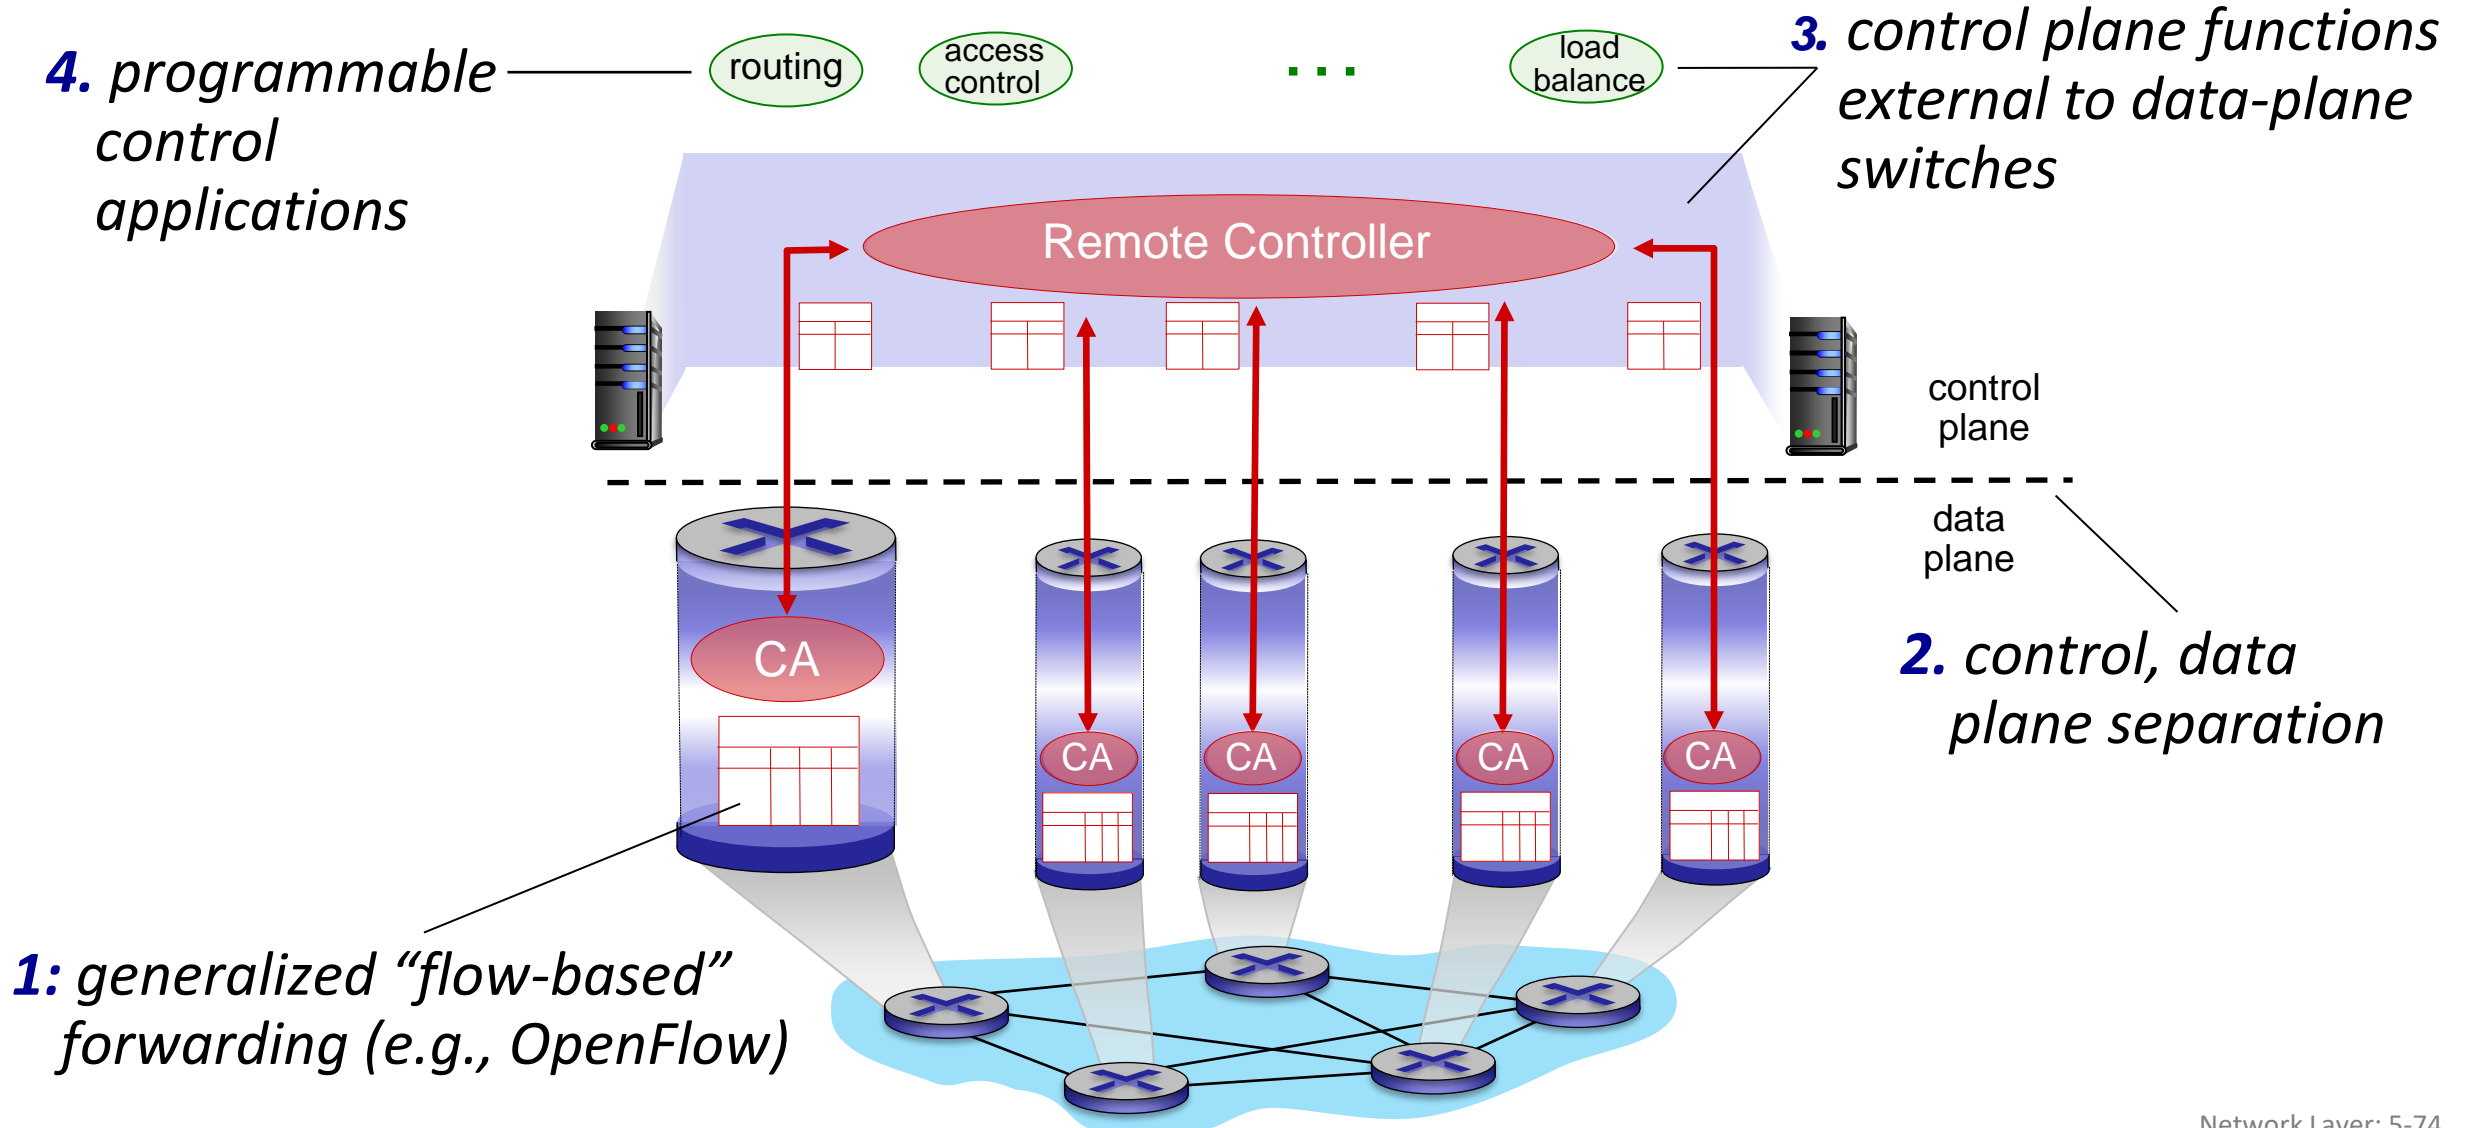 4. programmable
control
applications
routing
access
control
...
load
balance
3. control plane functions
external to data-plane
switches
Remote Controller
control
plane
data
plane
CA
CA
CA
CA
CA
2. control, data
plane separation
1: generalized “flow-based”
forwarding (e.g., OpenFlow)
Network Layer: 5-74